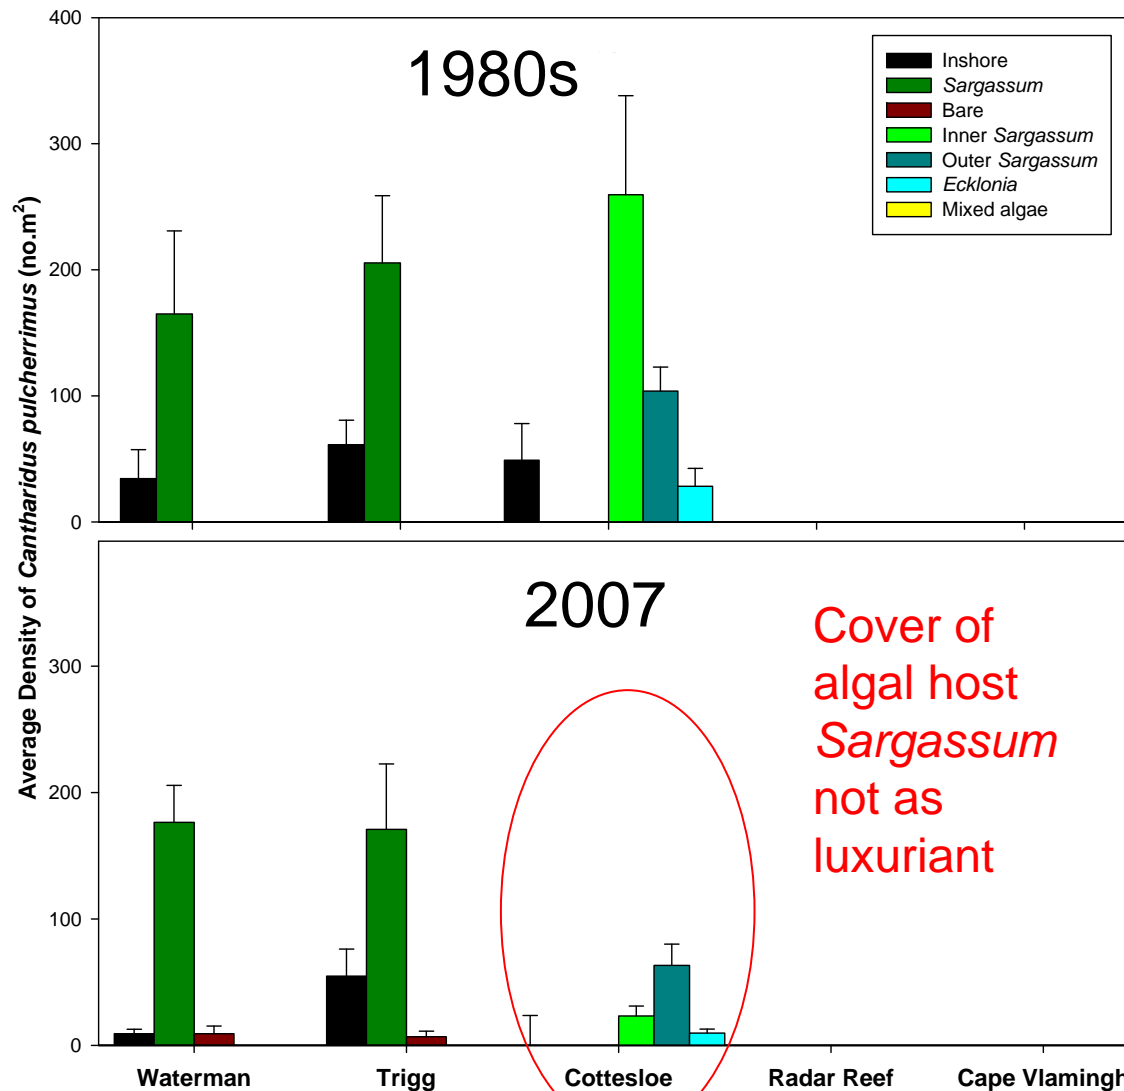 Average Density of Cantharidus pulcherrimus (no.m²)
400
300
200
100
0
1980s
Inshore
Sargassum
Bare
Inner Sargassum
Outer Sargassum
Ecklonia
Mixed algae
300
200
100
0
2007
Cover of
algal host
Sargassum
not as
luxuriant
Waterman
Trigg
Cottesloe
Radar Reef
Cape Vlamingh